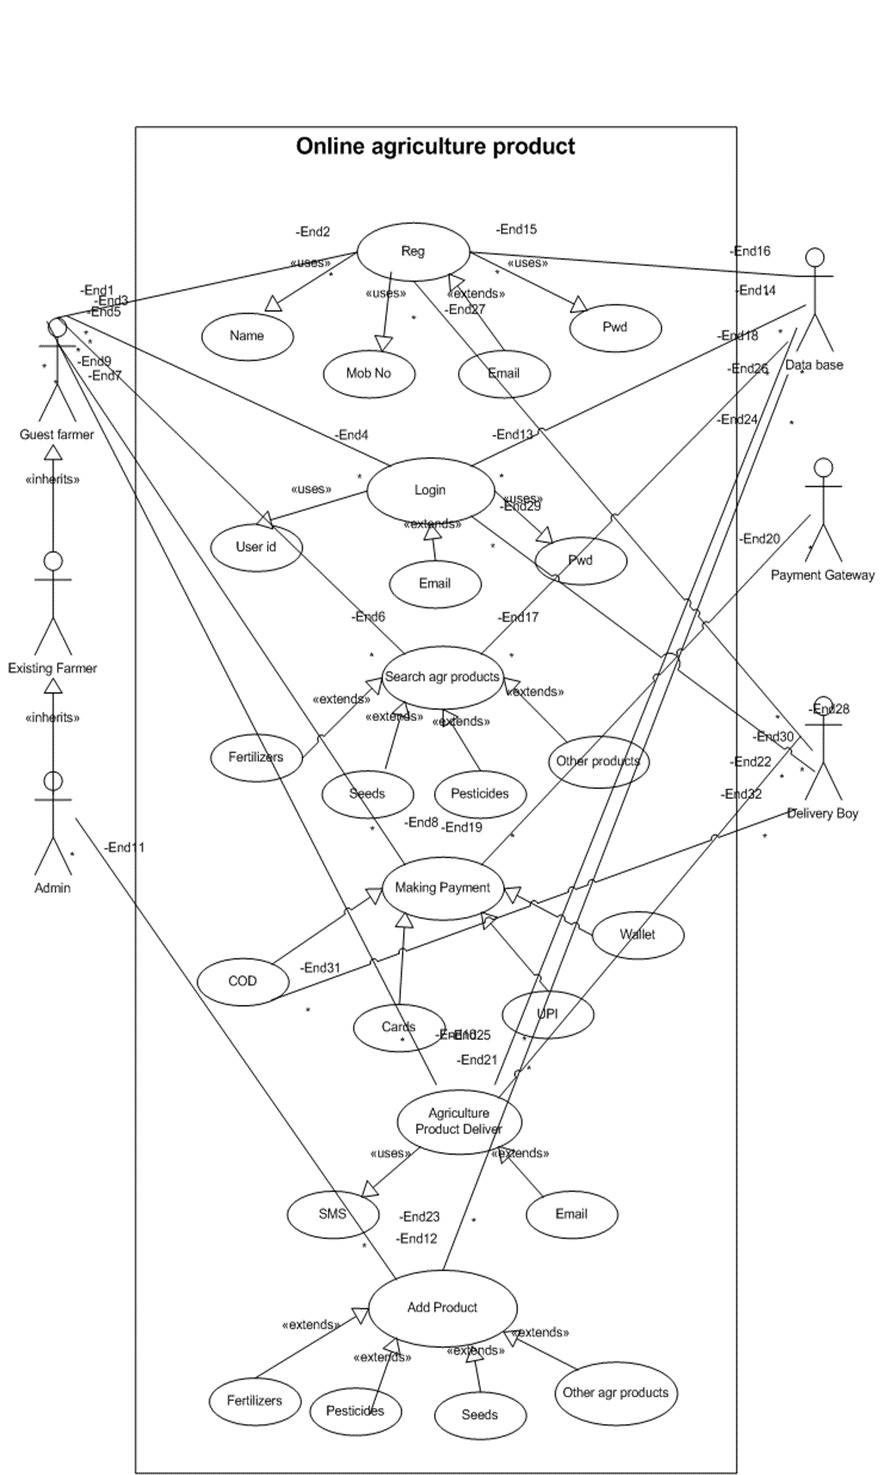 Online agriculture product
-End2
-End15
Reg
-End16
«uses»
«uses»
-End1
-End3
-End5
«uses»
«extends»
-End27
-End14
Name
Pwd
-End18
-End9
-End7
Mob No
Email
-End26
Data base
Guest farmer
-End4
-End13
-End24
«inherits»
«uses»
Login
«uses»
-End29
«extends»
-End20
User id
Pwd
Email
Payment Gateway
-End6
-End17
Existing Farmer
Search agr products
«extends»
«extends»
«extends»
«extends»
-End28
«inherits»
-End30
Fertilizers
Other products
-End22
Seeds
Pesticides
-End32
-End8
-End19
Delivery Boy
-End11
Admin
Making Payment
Wallet
COD
-End31
Cards
UPI
-End25
-End21
Agriculture
Product Deliver
«uses»
«extends»
SMS
Email
-End23
-End12
Add Product
«extends»
«extends»
«extends»
«extends»
Fertilizers
Pesticides
Seeds
Other agr products